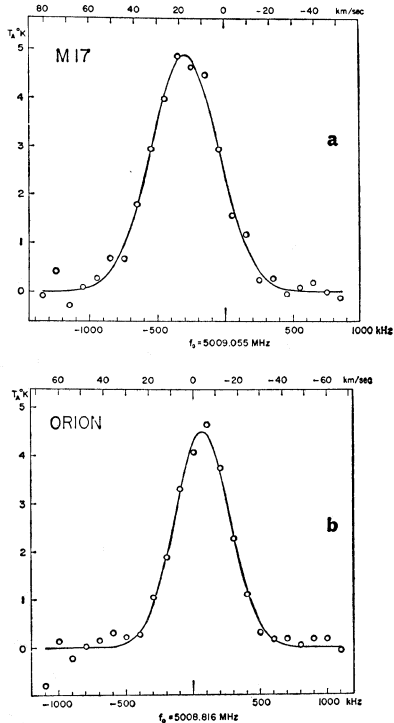 80 60 40 20 0 -20 -40 km/sec
T_A °K
M 17
5
a
4
3
2
1
0
-1000 -500 0 500 1000 kHz
f₀ = 5009.055 MHz
60 40 20 0 -20 -40 -60 km/sec
T_A °K
5
ORION
4
b
3
2
1
0
-1000 -500 0 500 1000 kHz
f₀ = 5008.816 MHz